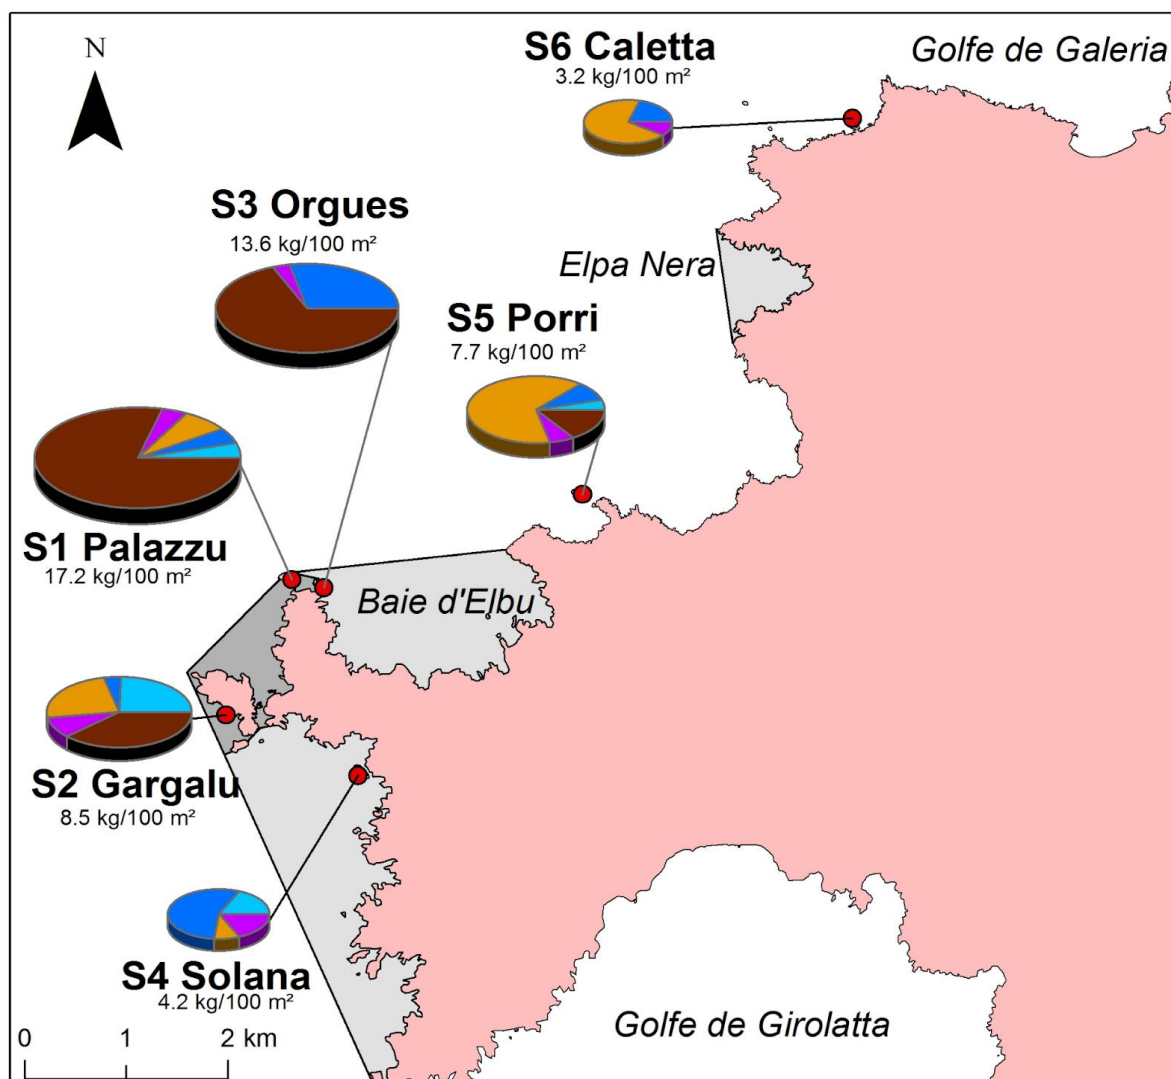 N
S6 Caletta
3.2 kg/100 m²
Golfe de Galeria
S3 Orgues
13.6 kg/100 m²
Elpa Nera
S5 Porri
7.7 kg/100 m²
S1 Palazzu
17.2 kg/100 m²
Baie d'Elbu
S2 Gargalu
8.5 kg/100 m²
S4 Solana
4.2 kg/100 m²
Golfe de Girolatta
0 1 2 km